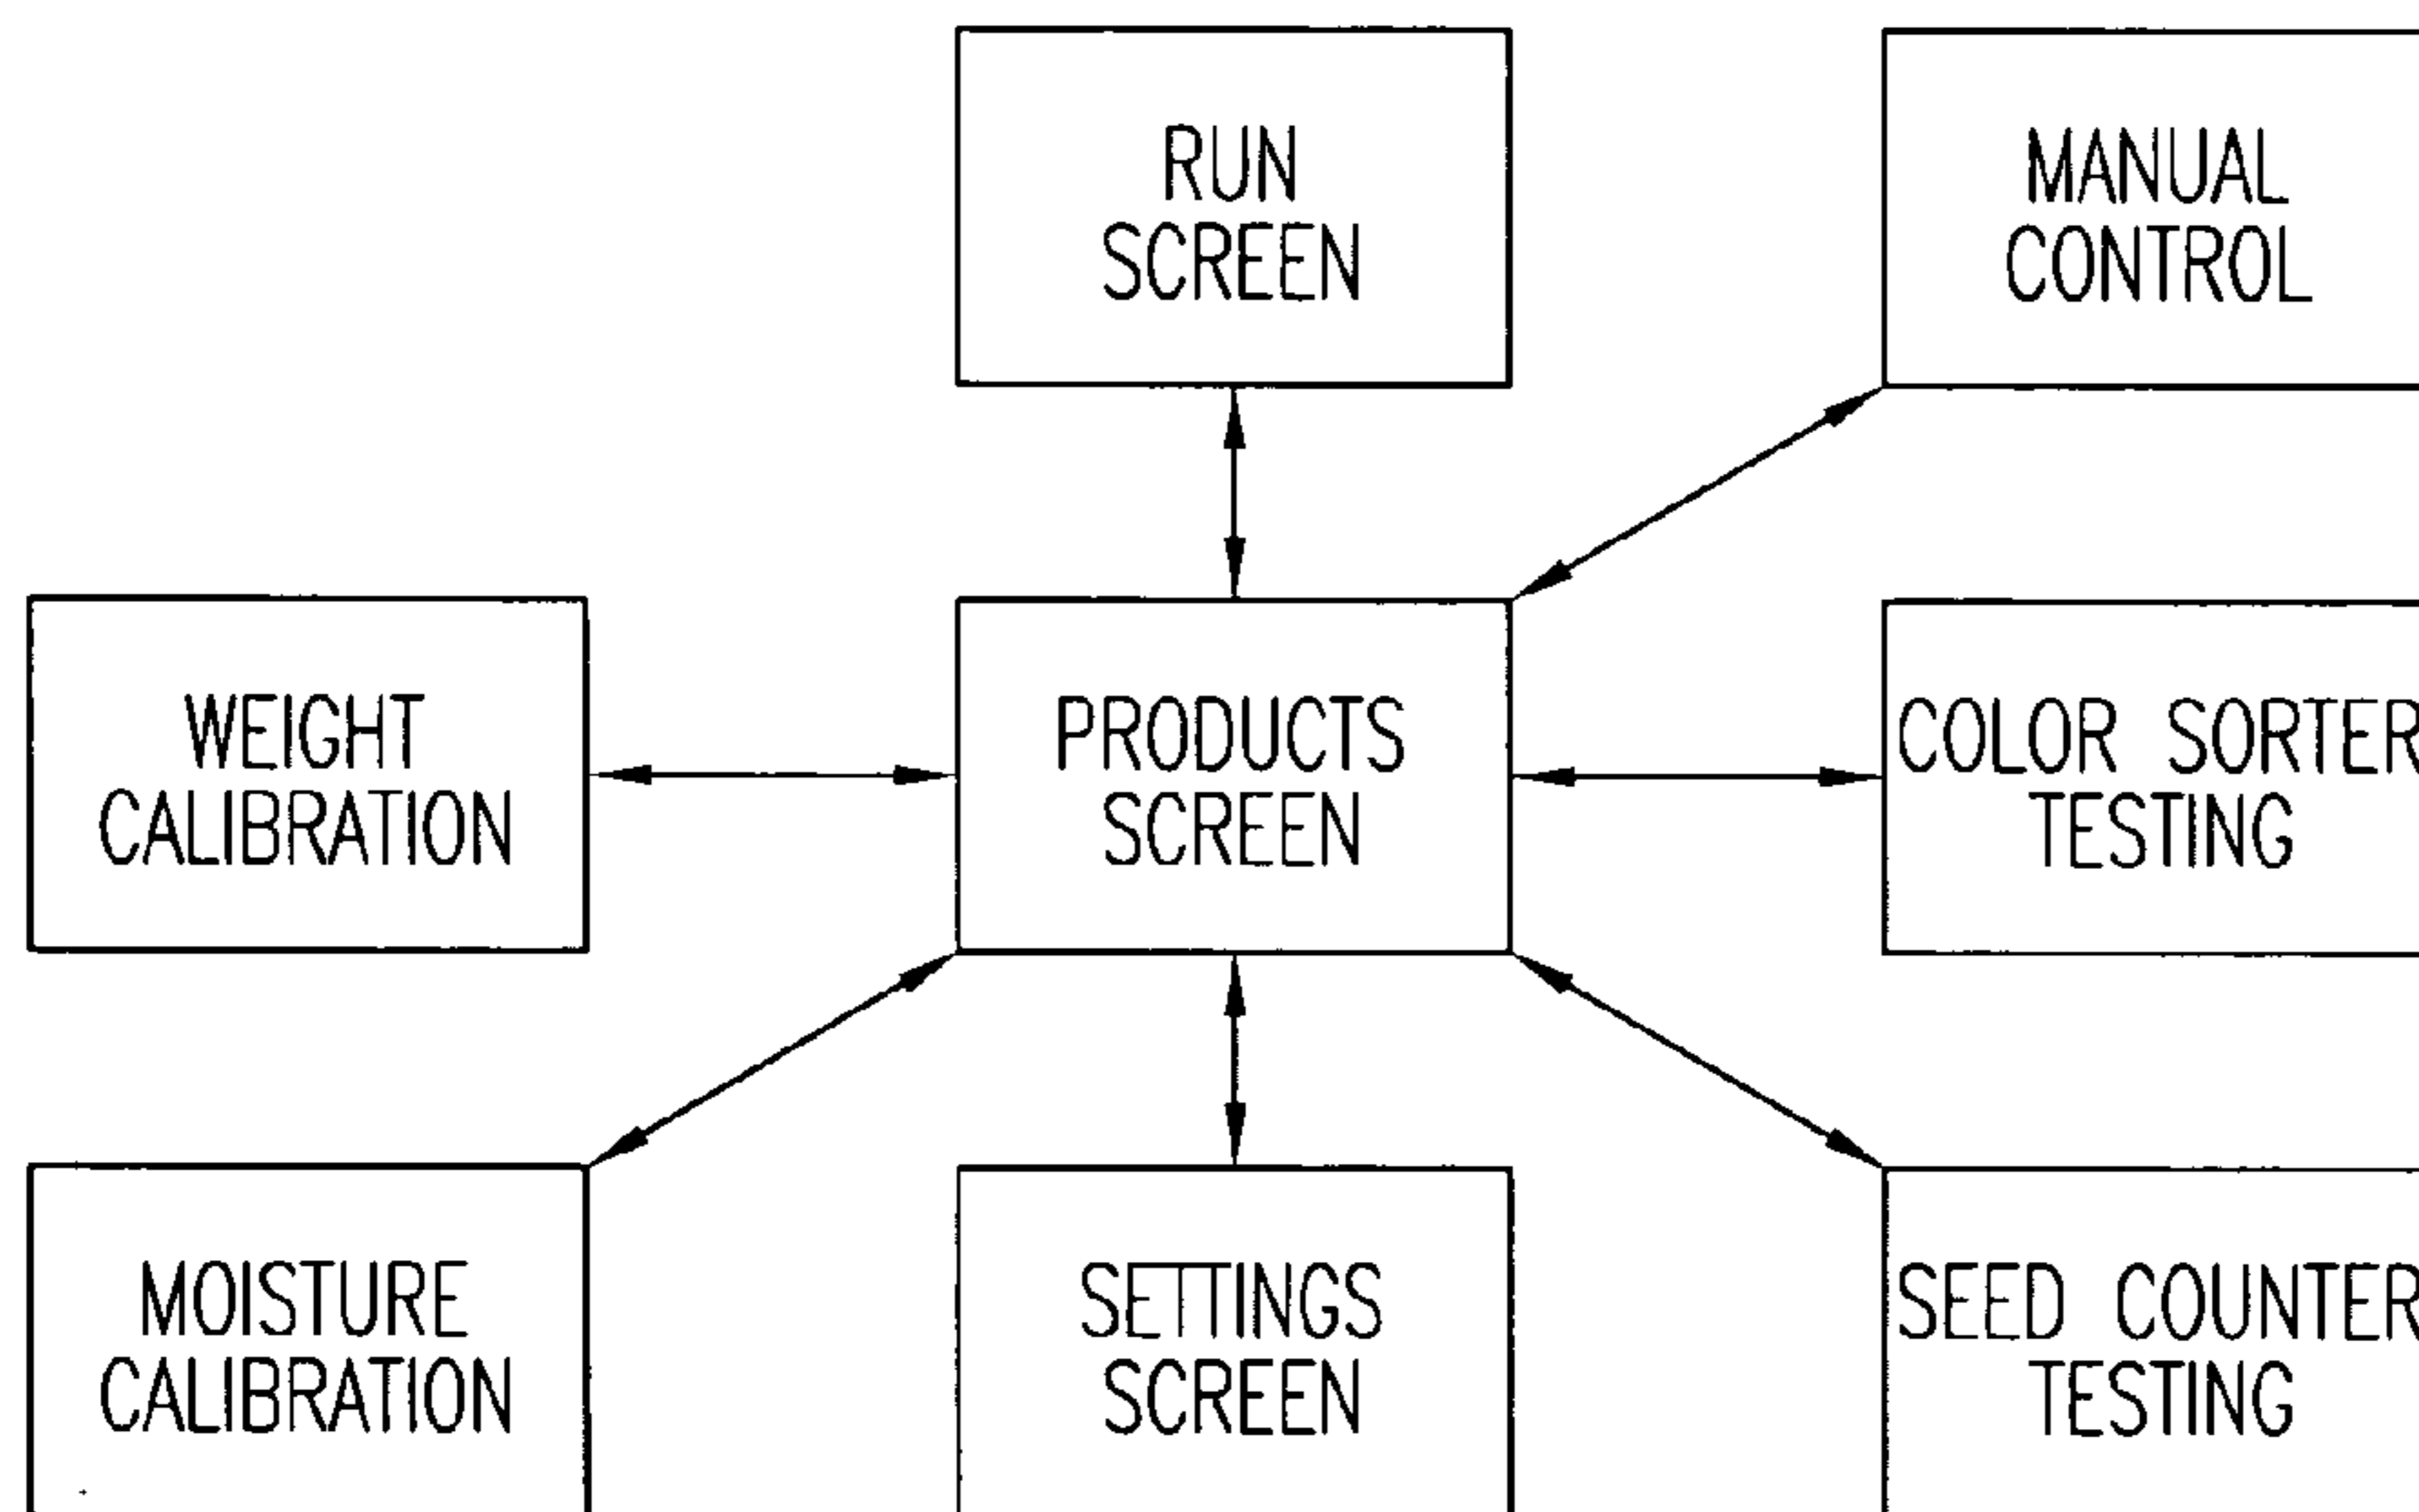 RUN
SCREEN
MANUAL
CONTROL
WEIGHT
CALIBRATION
PRODUCTS
SCREEN
COLOR SORTER
TESTING
MOISTURE
CALIBRATION
SETTINGS
SCREEN
SEED COUNTER
TESTING